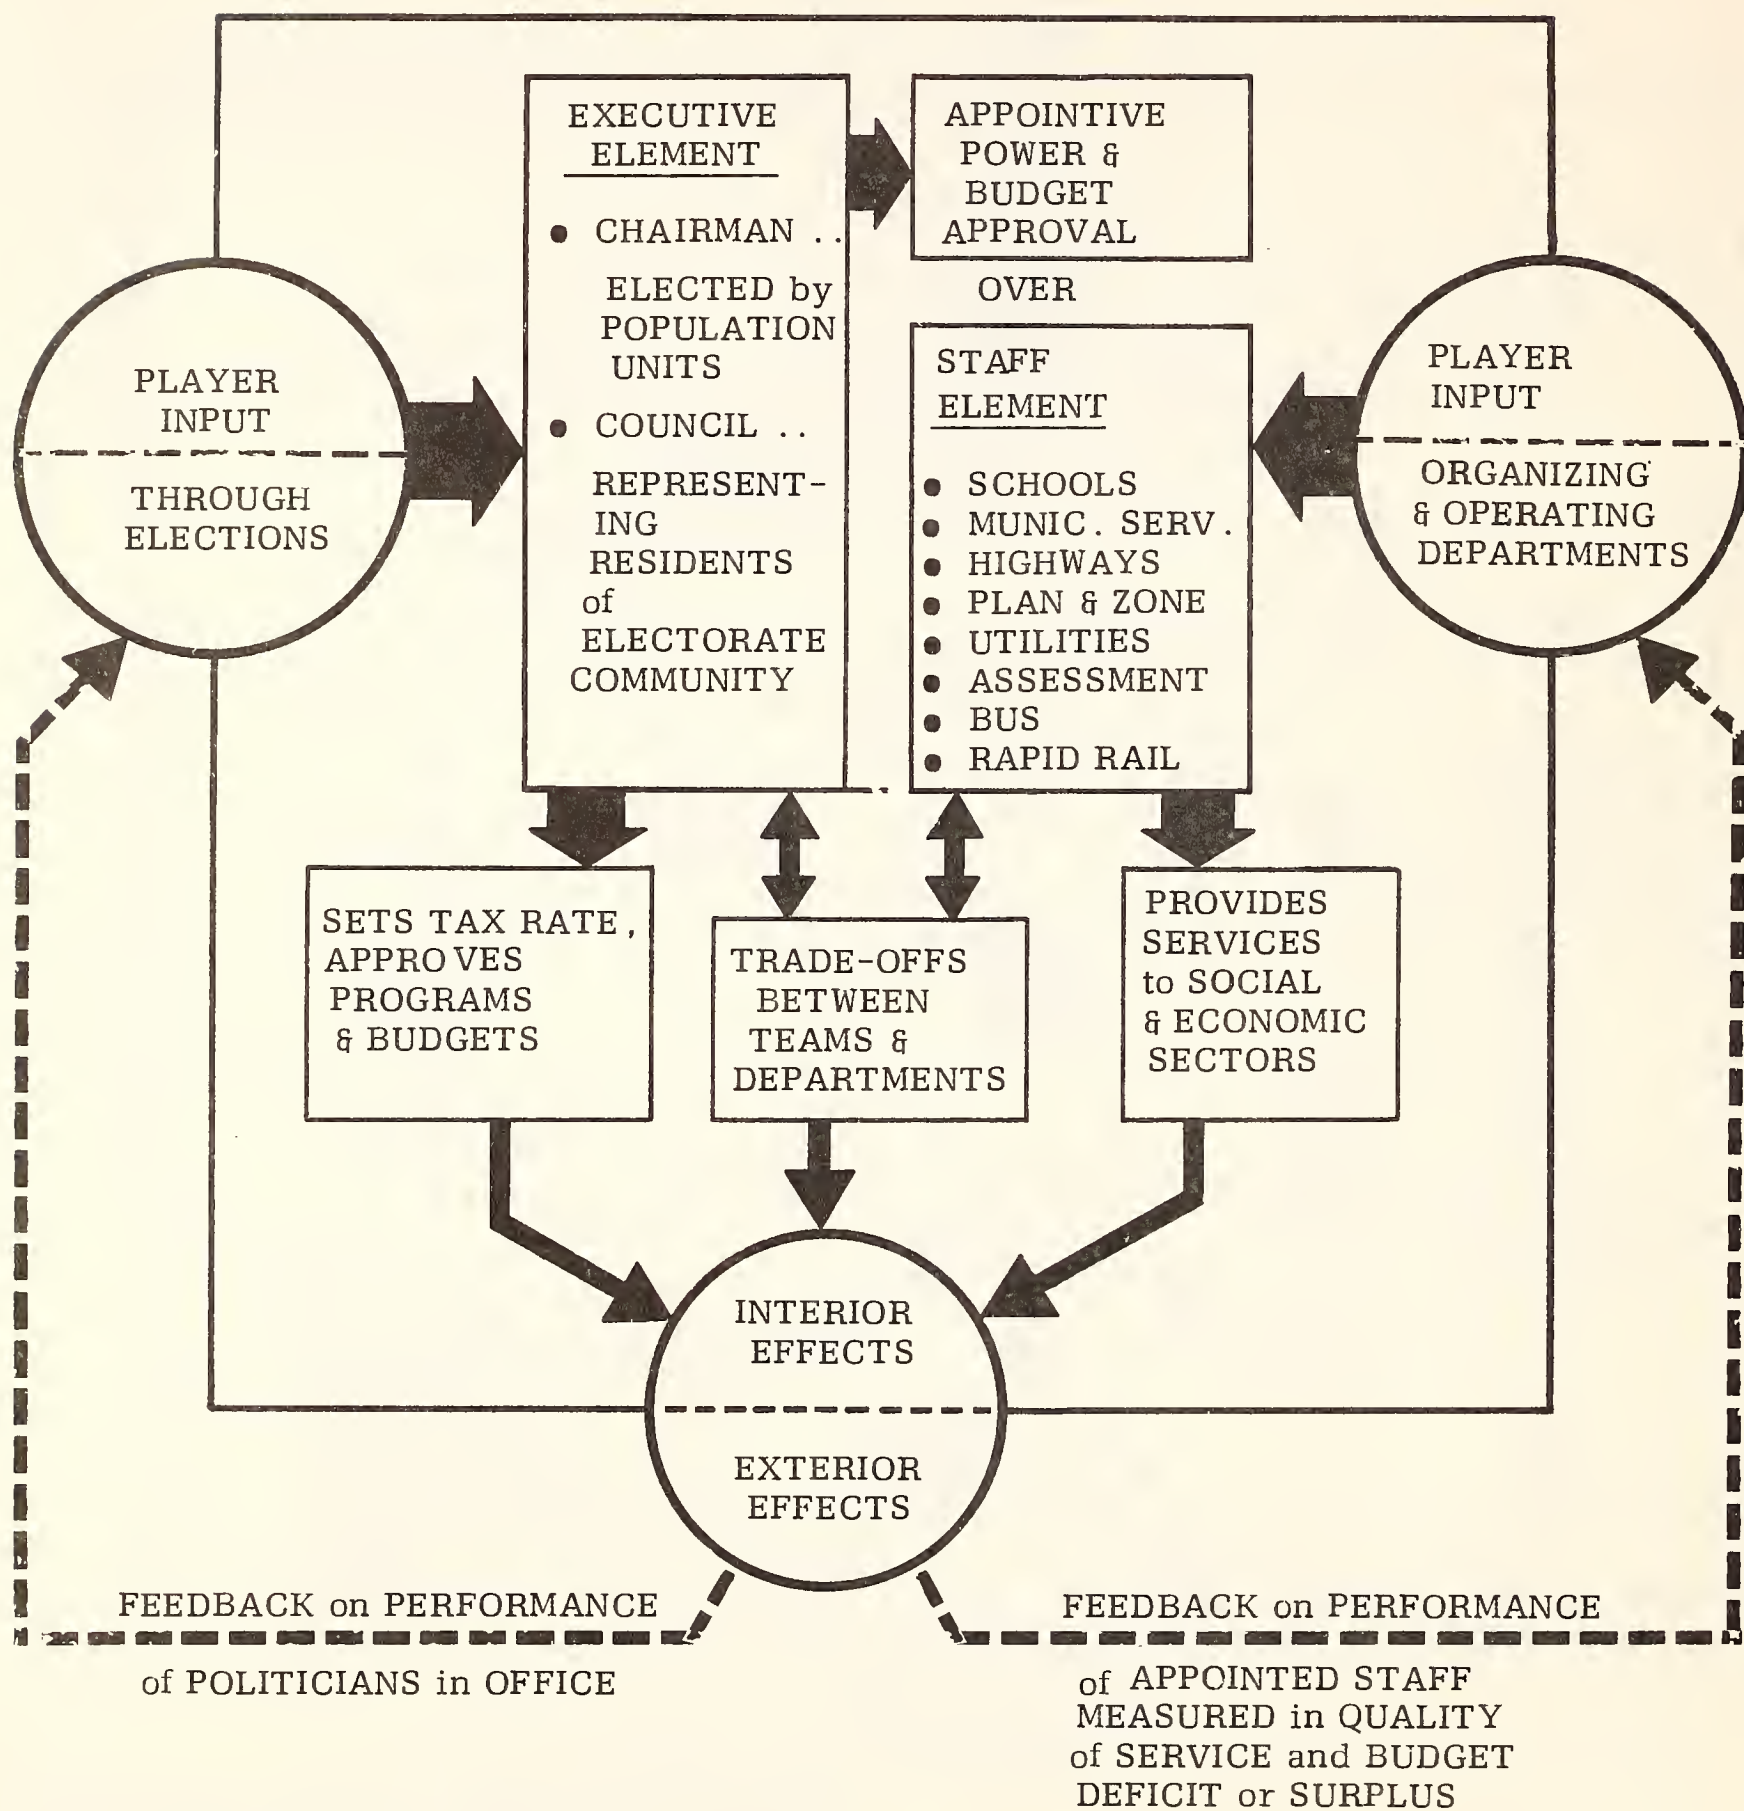 EXECUTIVE
ELEMENT
• CHAIRMAN ..
ELECTED by
POPULATION
UNITS
• COUNCIL ..
REPRESENT-
ING
RESIDENTS
of
ELECTORATE
COMMUNITY
APPOINTIVE
POWER &
BUDGET
APPROVAL
OVER
STAFF
ELEMENT
• SCHOOLS
• MUNIC. SERV.
• HIGHWAYS
• PLAN & ZONE
• UTILITIES
• ASSESSMENT
• BUS
• RAPID RAIL
PLAYER
INPUT
THROUGH
ELECTIONS
PLAYER
INPUT
ORGANIZING
& OPERATING
DEPARTMENTS
SETS TAX RATE,
APPROVES
PROGRAMS
& BUDGETS
TRADE-OFFS
BETWEEN
TEAMS &
DEPARTMENTS
PROVIDES
SERVICES
to SOCIAL
& ECONOMIC
SECTORS
INTERIOR
EFFECTS
EXTERIOR
EFFECTS
FEEDBACK on PERFORMANCE
of POLITICIANS in OFFICE
FEEDBACK on PERFORMANCE
of APPOINTED STAFF
MEASURED in QUALITY
of SERVICE and BUDGET
DEFICIT or SURPLUS